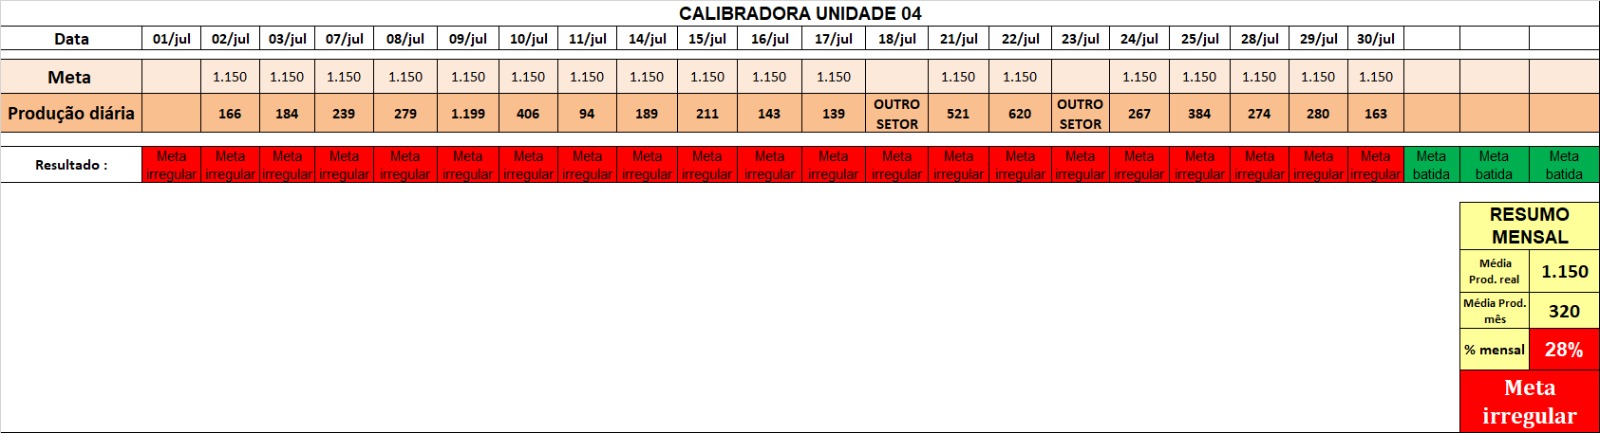 CALIBRADORA UNIDADE 04
Data 01/jul 02/jul 03/jul 07/jul 08/jul 09/jul 10/jul 11/jul 14/jul 15/jul 16/jul 17/jul 18/jul 21/jul 22/jul 23/jul 24/jul 25/jul 28/jul 29/jul 30/jul
Meta 1.150 1.150 1.150 1.150 1.150 1.150 1.150 1.150 1.150 1.150 1.150 1.150 1.150 1.150 1.150 1.150 1.150 1.150
Produção diária 166 184 239 279 1.199 406 94 189 211 143 139 OUTRO SETOR 521 620 OUTRO SETOR 267 384 274 280 163
Resultado : Meta irregular Meta irregular Meta irregular Meta irregular Meta irregular Meta irregular Meta irregular Meta irregular Meta irregular Meta irregular Meta irregular Meta irregular Meta irregular Meta irregular Meta irregular Meta irregular Meta irregular Meta irregular Meta irregular Meta irregular Meta irregular Meta batida Meta batida Meta batida
RESUMO
MENSAL
Média
Prod. real 1.150
Média Prod.
mês 320
% mensal 28%
Meta
irregular